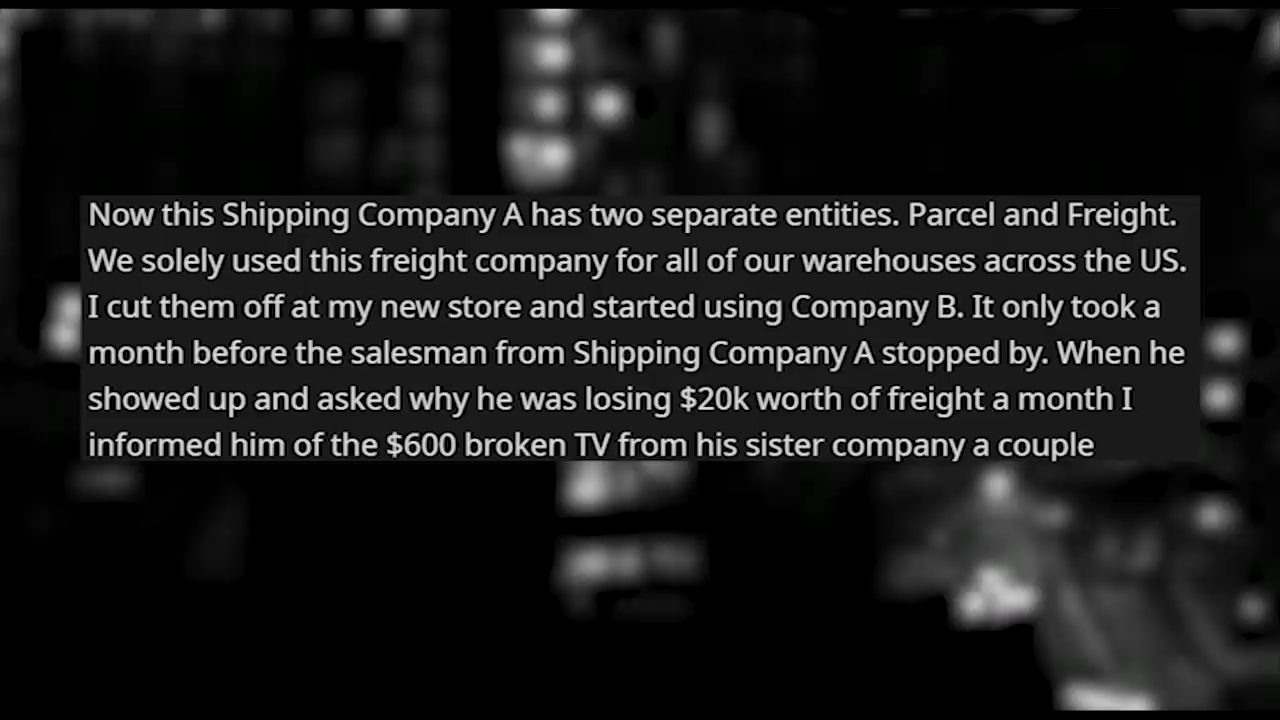 Now this Shipping Company A has two separate entities. Parcel and Freight.
We solely used this freight company for all of our warehouses across the US.
I cut them off at my new store and started using Company B. It only took a
month before the salesman from Shipping Company A stopped by. When he
showed up and asked why he was losing $20k worth of freight a month I
informed him of the $600 broken TV from his sister company a couple